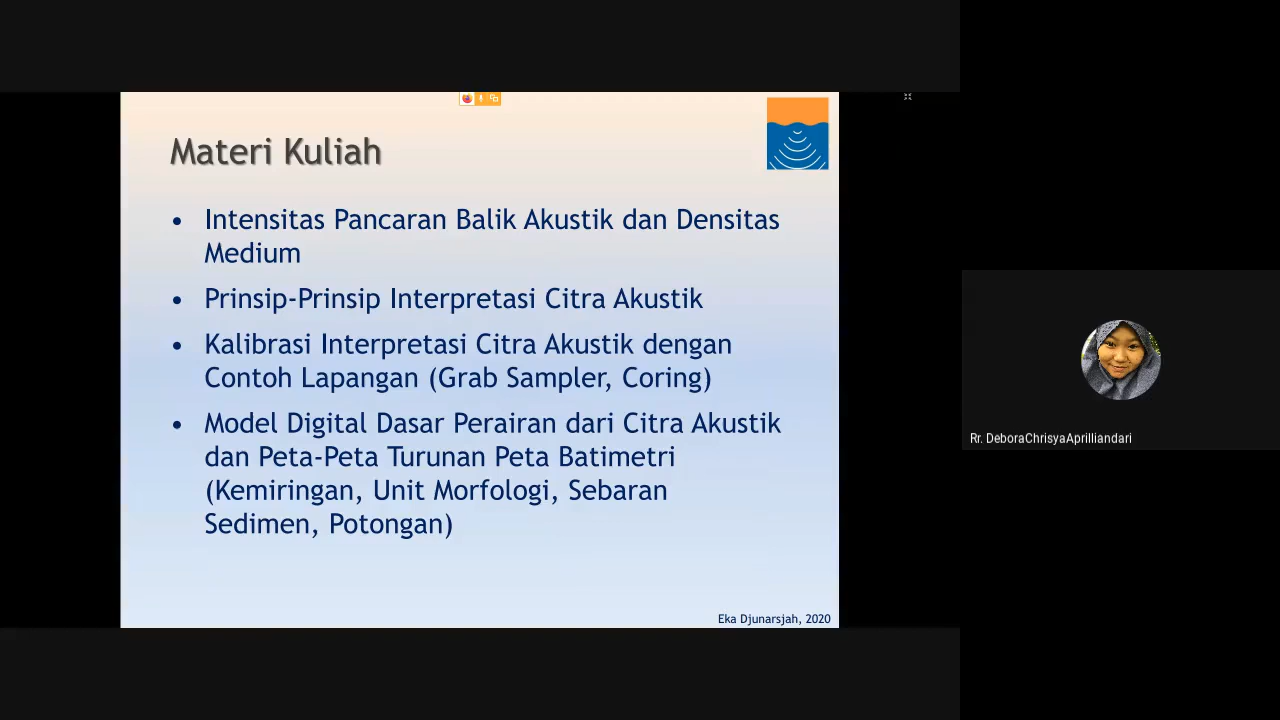 Materi Kuliah
• Intensitas Pancaran Balik Akustik dan Densitas
Medium
• Prinsip-Prinsip Interpretasi Citra Akustik
• Kalibrasi Interpretasi Citra Akustik dengan
Contoh Lapangan (Grab Sampler, Coring)
• Model Digital Dasar Perairan dari Citra Akustik
dan Peta-Peta Turunan Peta Batimetri
(Kemiringan, Unit Morfologi, Sebaran
Sedimen, Potongan)
Eka Djunarsjah, 2020
Rr. DeboraChrisyaAprilliandari